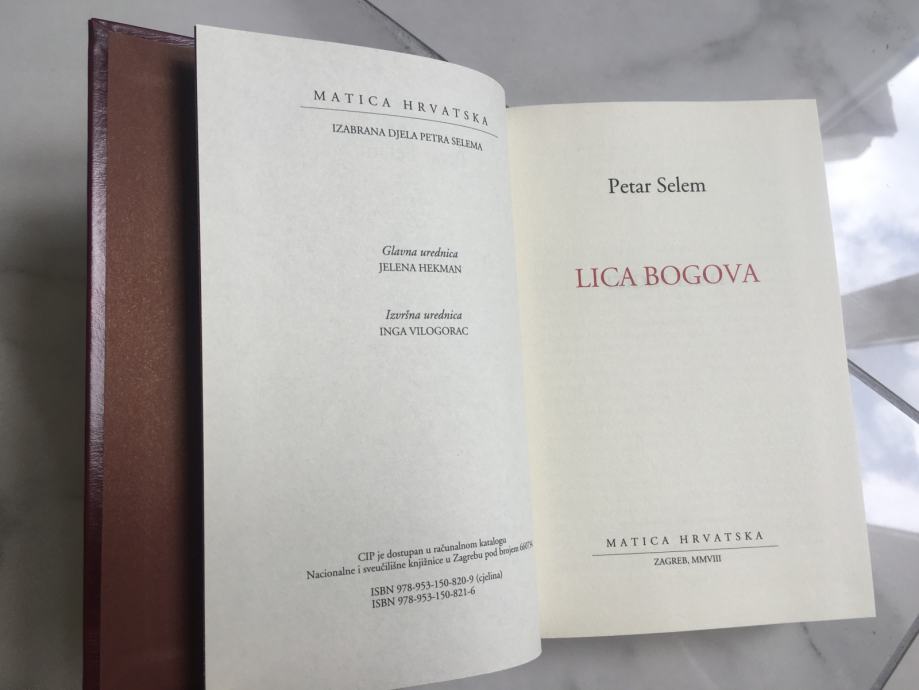 MATICA HRVATSKA
IZABRANA DJELA PETRA SELEMA
Glavna urednica
JELENA HEKMAN
Izvršna urednica
INGA VILOGORAC
CIP je dostupan u računalnom katalogu
Nacionalne i sveučilišne knjižnice u Zagrebu pod brojem
ISBN 978-953-150-820-9 (cjelina)
ISBN 978-953-150-821-6
Petar Selem
LICA BOGOVA
MATICA HRVATSKA
ZAGREB, MMVIII